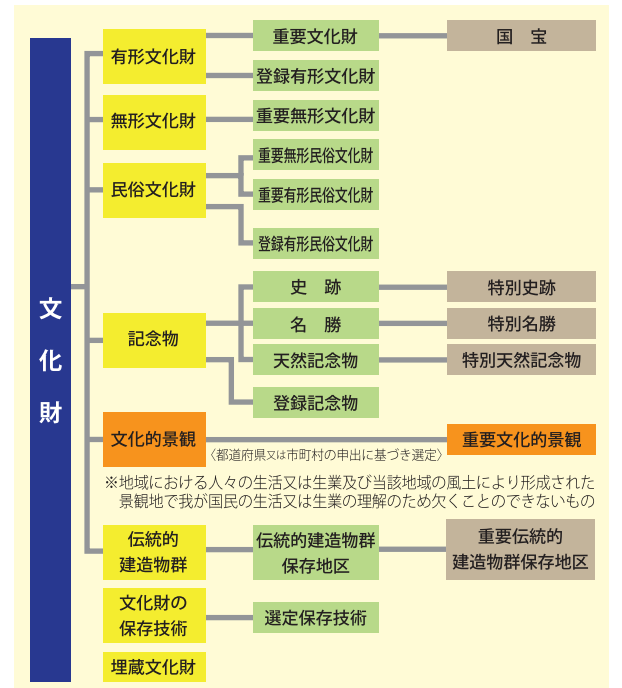 文化財
有形文化財
重要文化財
国　宝
登録有形文化財
無形文化財
重要無形文化財
民俗文化財
重要無形民俗文化財
重要有形民俗文化財
登録有形民俗文化財
記念物
史　跡
特別史跡
名　勝
特別名勝
天然記念物
特別天然記念物
登録記念物
文化的景観
重要文化的景観
〈都道府県又は市町村の申出に基づき選定〉
※地域における人々の生活又は生業及び当該地域の風土により形成された
景観地で我が国民の生活又は生業の理解のため欠くことのできないもの
伝統的
建造物群
伝統的建造物群
保存地区
重要伝統的
建造物群保存地区
文化財の
保存技術
選定保存技術
埋蔵文化財